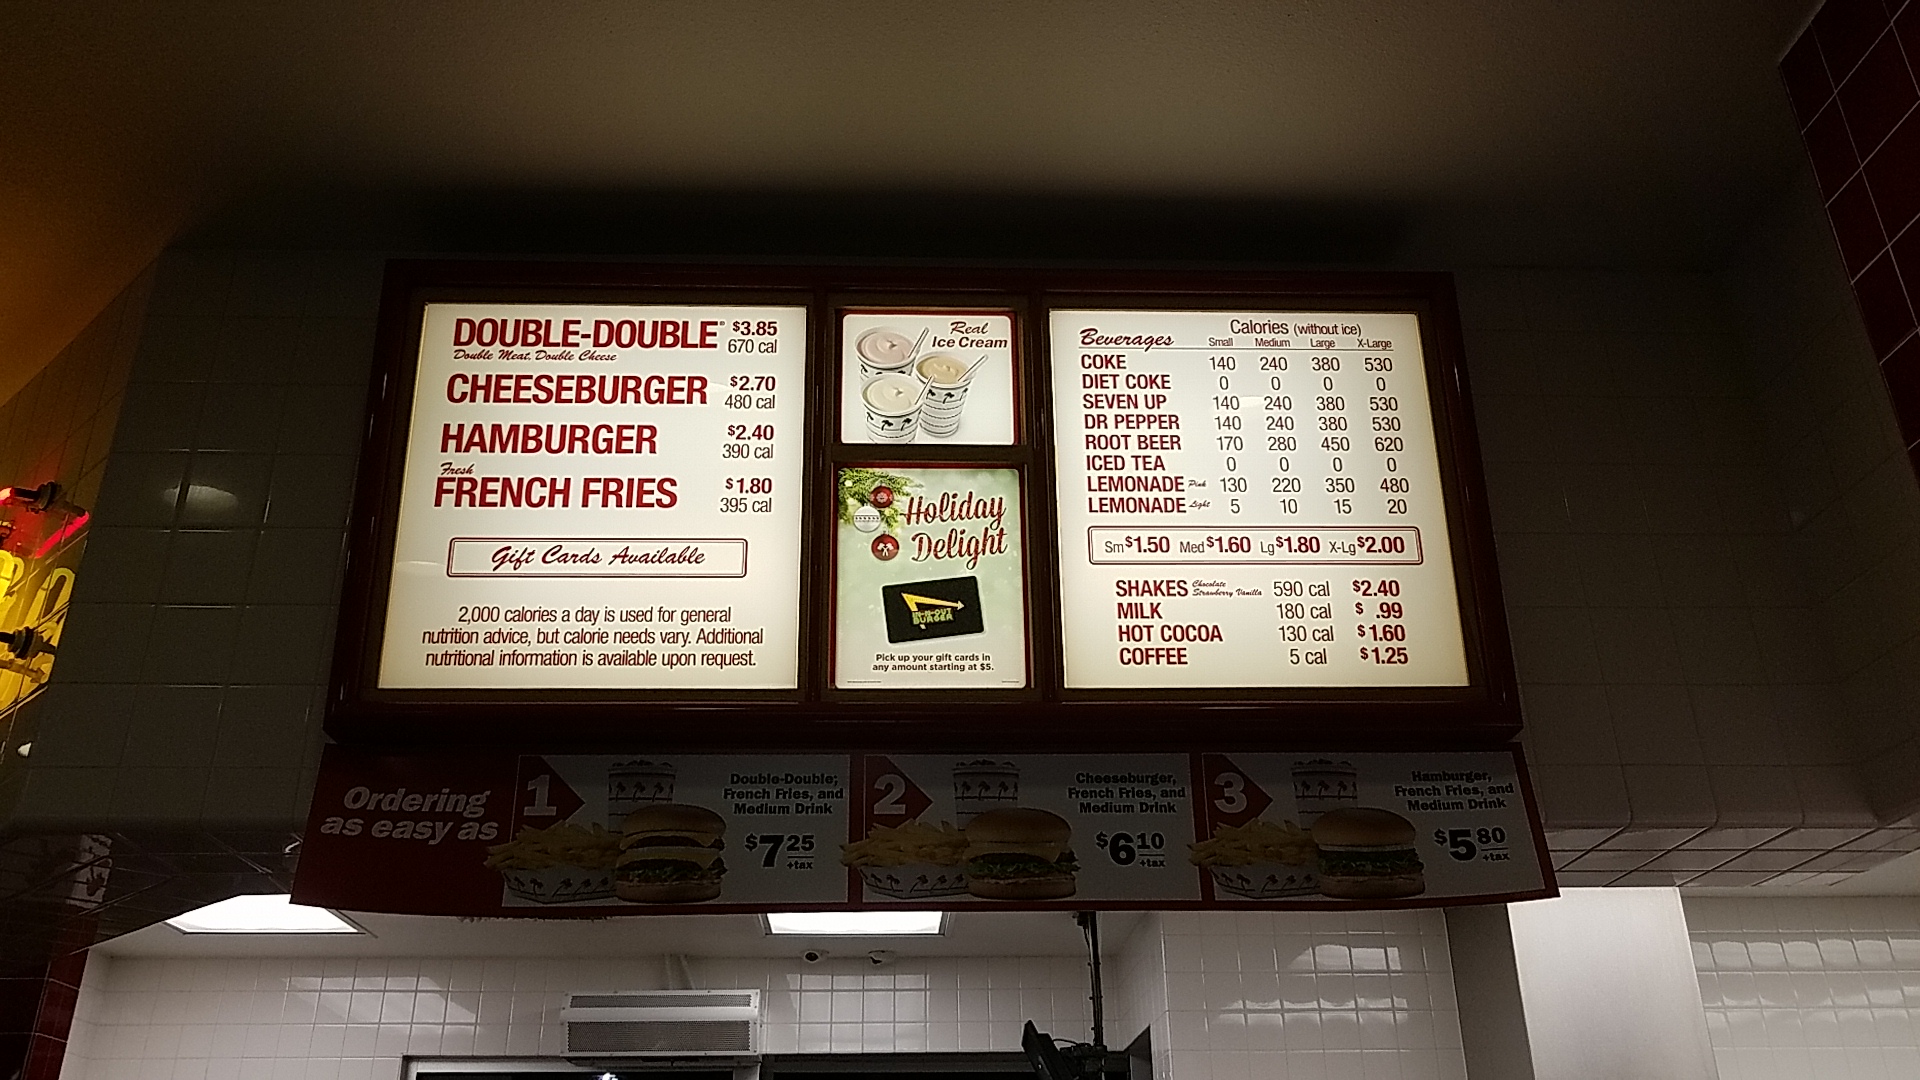 DOUBLE-DOUBLE® $3.85
Double Meat, Double Cheese 670 cal
CHEESEBURGER $2.70
480 cal
HAMBURGER $2.40
390 cal
Fresh
FRENCH FRIES $1.80
395 cal
Gift Cards Available
2,000 calories a day is used for general
nutrition advice, but calorie needs vary. Additional
nutritional information is available upon request.
Real
Ice Cream
Holiday
Delight
IN-N-OUT
BURGER
Pick up your gift cards in
any amount starting at $5.
Calories (without ice)
Beverages Small Medium Large X-Large
COKE 140 240 380 530
DIET COKE 0 0 0 0
SEVEN UP 140 240 380 530
DR PEPPER 140 240 380 530
ROOT BEER 170 280 450 620
ICED TEA 0 0 0 0
LEMONADE Pink 130 220 350 480
LEMONADE Light 5 10 15 20
Sm $1.50 Med $1.60 Lg $1.80 X-Lg $2.00
SHAKES Chocolate Strawberry Vanilla 590 cal $2.40
MILK 180 cal $ .99
HOT COCOA 130 cal $1.60
COFFEE 5 cal $1.25
Ordering
as easy as
1
Double-Double,
French Fries, and
Medium Drink
$7.25
+tax
2
Cheeseburger,
French Fries, and
Medium Drink
$6.10
+tax
3
Hamburger,
French Fries, and
Medium Drink
$5.80
+tax